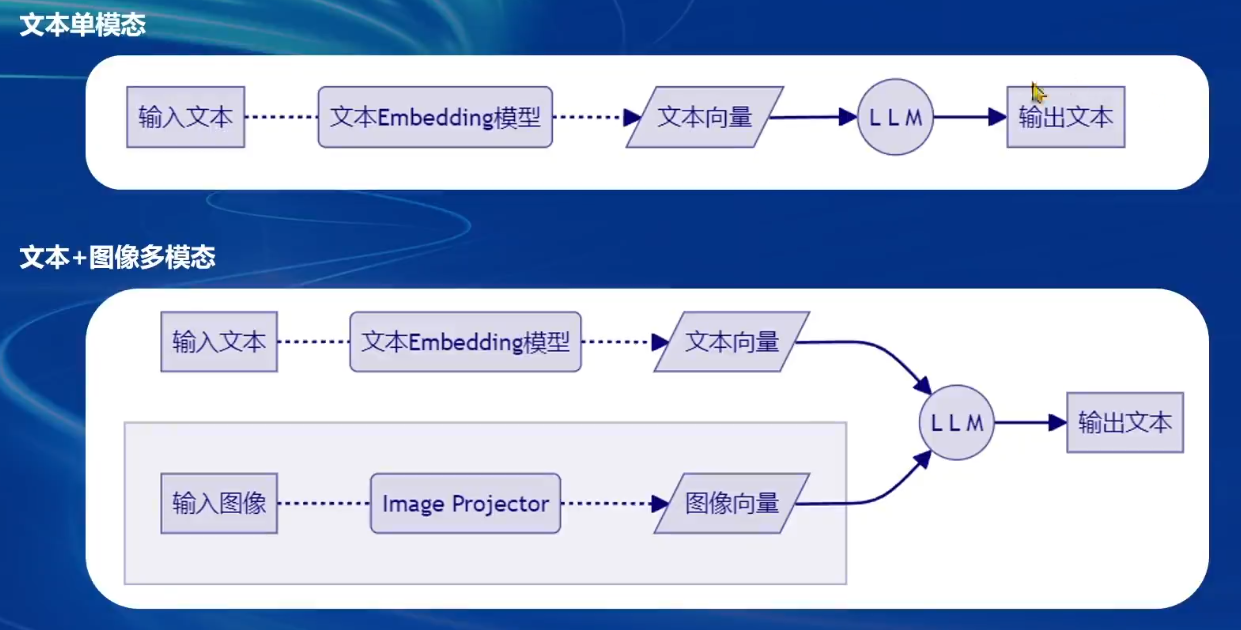 文本单模态
输入文本
文本Embedding模型
文本向量
LLM
输出文本
文本+图像多模态
输入文本
文本Embedding模型
文本向量
LLM
输出文本
输入图像
Image Projector
图像向量